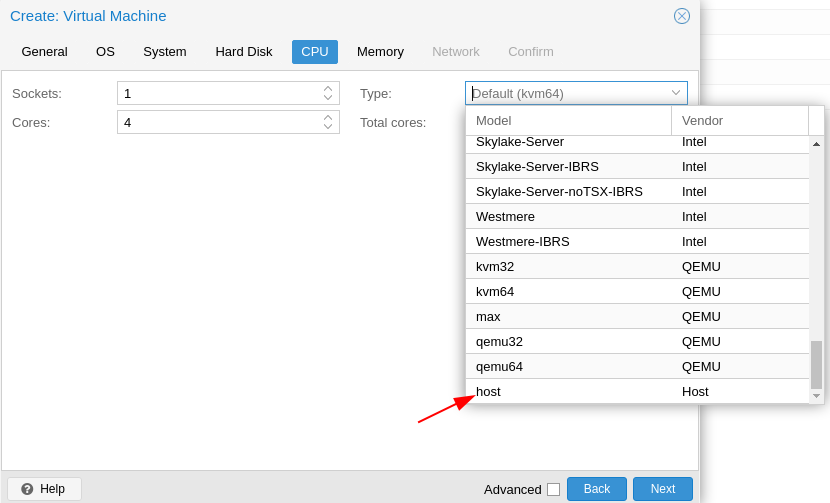 Create: Virtual Machine
General OS System Hard Disk CPU Memory Network Confirm
Sockets: 1 Type: Default (kvm64)
Cores: 4 Total cores:
Model Vendor
Skylake-Server Intel
Skylake-Server-IBRS Intel
Skylake-Server-noTSX-IBRS Intel
Westmere Intel
Westmere-IBRS Intel
kvm32 QEMU
kvm64 QEMU
max QEMU
qemu32 QEMU
qemu64 QEMU
host Host
? Help Advanced Back Next